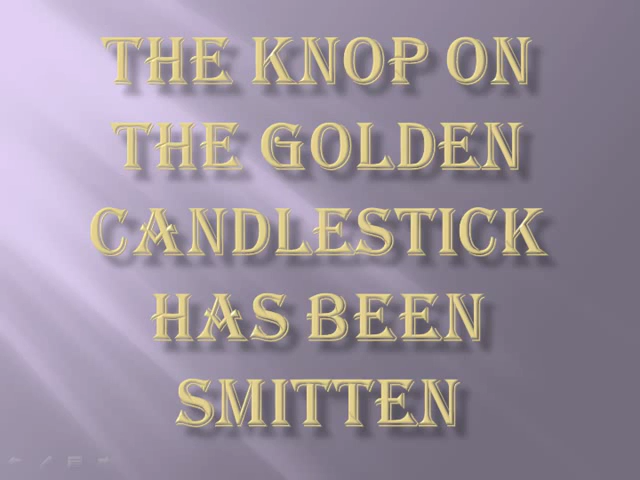 THE KNOP ON
THE GOLDEN
CANDLESTICK
HAS BEEN
SMITTEN